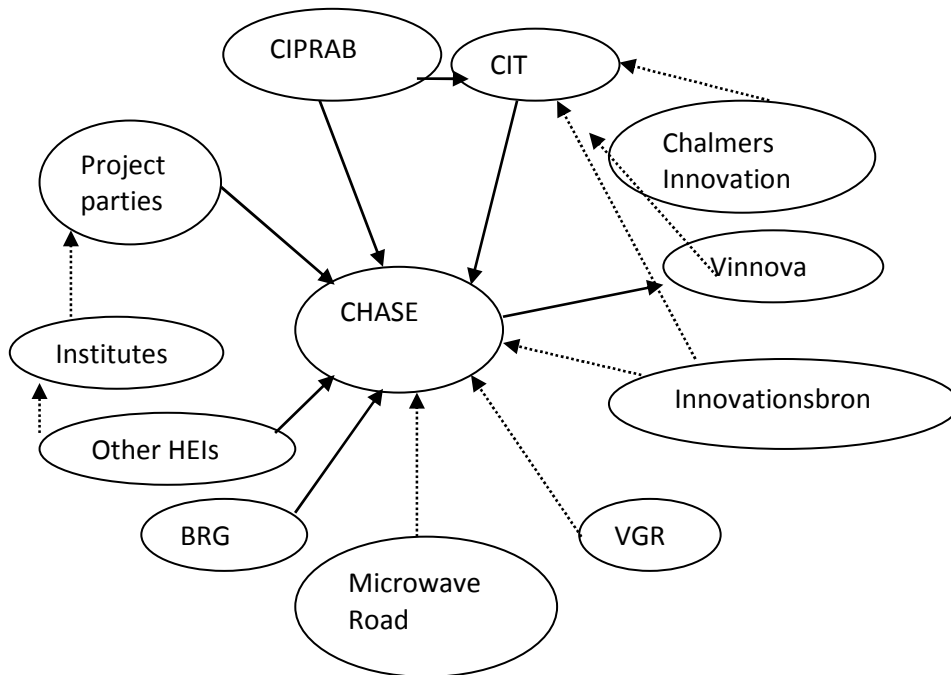 CIPRAB
CIT
Chalmers
Innovation
Project
parties
Vinnova
CHASE
Institutes
Innovationsbron
Other HEIs
BRG
VGR
Microwave
Road